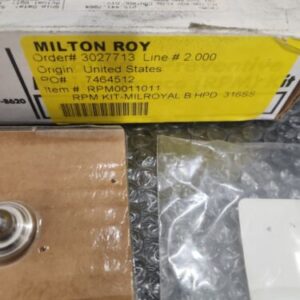 MILTON ROY
Order# 3027713 Line # 2.000
Origin United States
PO# 7464512
Item # RPM0011011
RPM KIT-MILROYAL B HPD 316SS
-8620